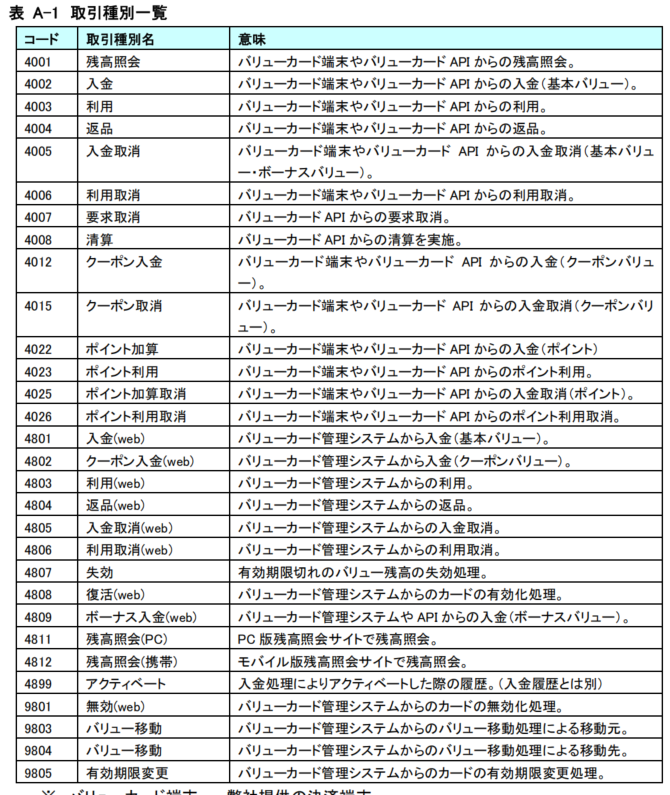 表 A-1 取引種別一覧
コード 取引種別名 意味
4001 残高照会 バリューカード端末やバリューカード API からの残高照会。
4002 入金 バリューカード端末やバリューカード API からの入金（基本バリュー）。
4003 利用 バリューカード端末やバリューカード API からの利用。
4004 返品 バリューカード端末やバリューカード API からの返品。
4005 入金取消 バリューカード端末やバリューカード API からの入金取消（基本バリュ
ー・ボーナスバリュー）。
4006 利用取消 バリューカード端末やバリューカード API からの利用取消。
4007 要求取消 バリューカード API からの要求取消。
4008 清算 バリューカード API からの清算を実施。
4012 クーポン入金 バリューカード端末やバリューカード API からの入金（クーポンバリュ
ー）。
4015 クーポン取消 バリューカード端末やバリューカード API からの入金取消（クーポンバリ
ュー）。
4022 ポイント加算 バリューカード端末やバリューカード API からの入金（ポイント）
4023 ポイント利用 バリューカード端末やバリューカード API からのポイント利用。
4025 ポイント加算取消 バリューカード端末やバリューカード API からの入金取消（ポイント）。
4026 ポイント利用取消 バリューカード端末やバリューカード API からのポイント利用取消。
4801 入金(web) バリューカード管理システムから入金（基本バリュー）。
4802 クーポン入金(web) バリューカード管理システムから入金（クーポンバリュー）。
4803 利用(web) バリューカード管理システムからの利用。
4804 返品(web) バリューカード管理システムからの返品。
4805 入金取消(web) バリューカード管理システムからの入金取消。
4806 利用取消(web) バリューカード管理システムからの利用取消。
4807 失効 有効期限切れのバリュー残高の失効処理。
4808 復活(web) バリューカード管理システムからのカードの有効化処理。
4809 ボーナス入金(web) バリューカード管理システムや API からの入金（ボーナスバリュー）。
4811 残高照会(PC) PC 版残高照会サイトで残高照会。
4812 残高照会(携帯) モバイル版残高照会サイトで残高照会。
4899 アクティベート 入金処理によりアクティベートした際の履歴。（入金履歴とは別）
9801 無効(web) バリューカード管理システムからのカードの無効化処理。
9803 バリュー移動 バリューカード管理システムからのバリュー移動処理による移動元。
9804 バリュー移動 バリューカード管理システムからのバリュー移動処理による移動先。
9805 有効期限変更 バリューカード管理システムからのカードの有効期限変更処理。